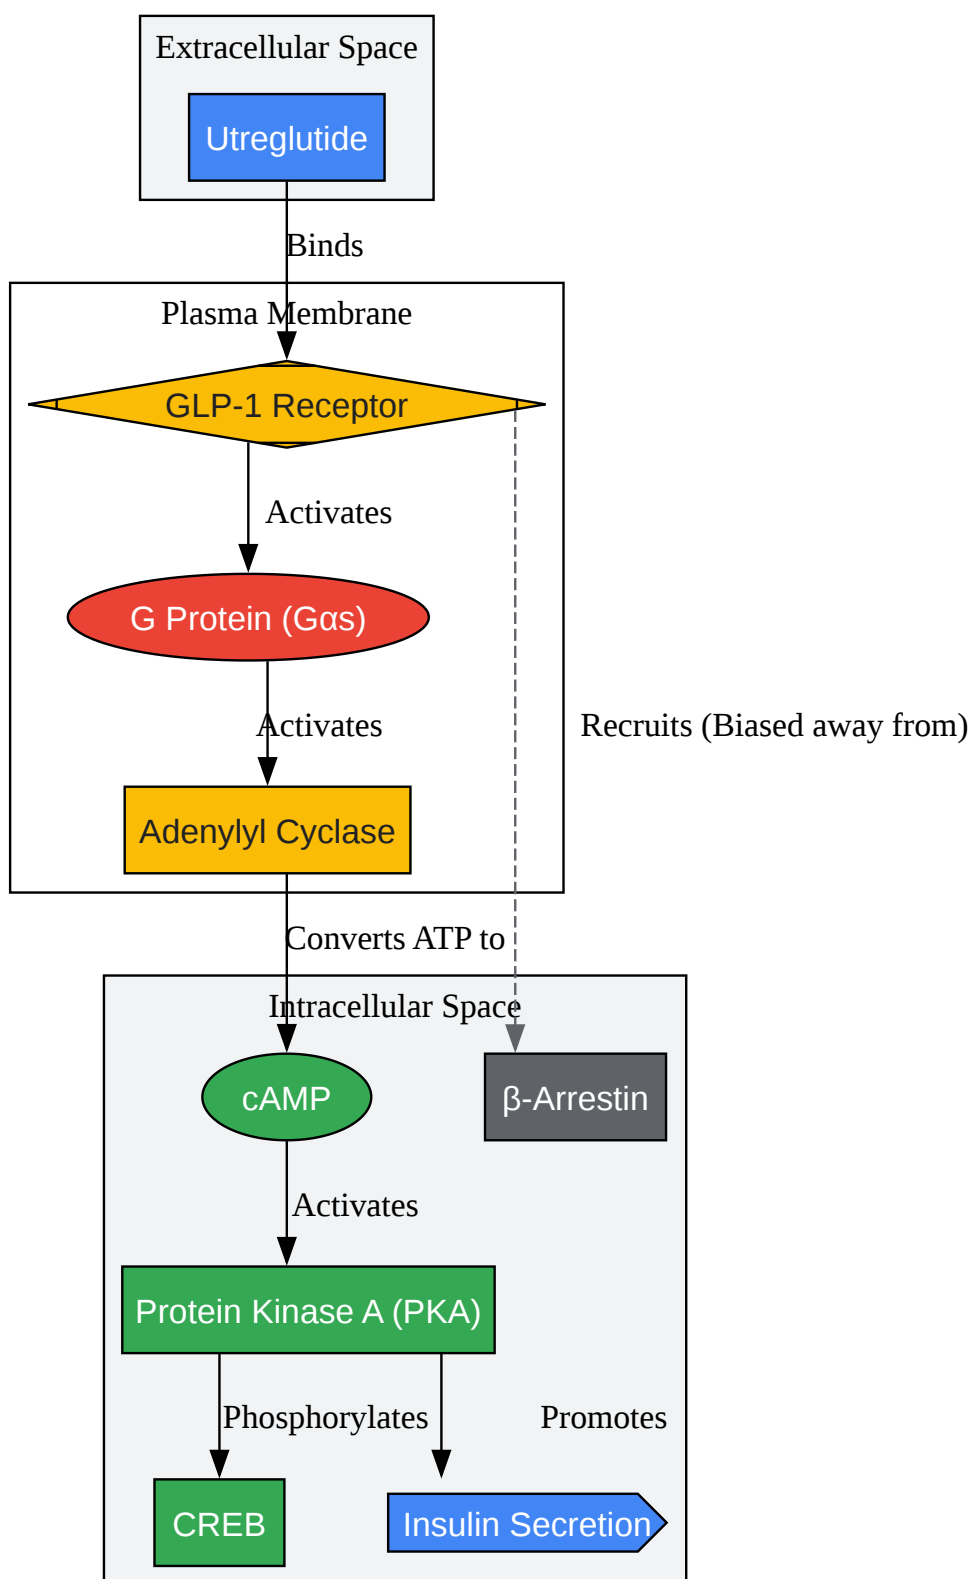 Extracellular Space
Utreglutide
Binds
Plasma Membrane
GLP-1 Receptor
Activates
G Protein (Gαs)
Activates
Recruits (Biased away from)
Adenylyl Cyclase
Converts ATP to
Intracellular Space
cAMP
β-Arrestin
Activates
Protein Kinase A (PKA)
Phosphorylates
Promotes
CREB
Insulin Secretion